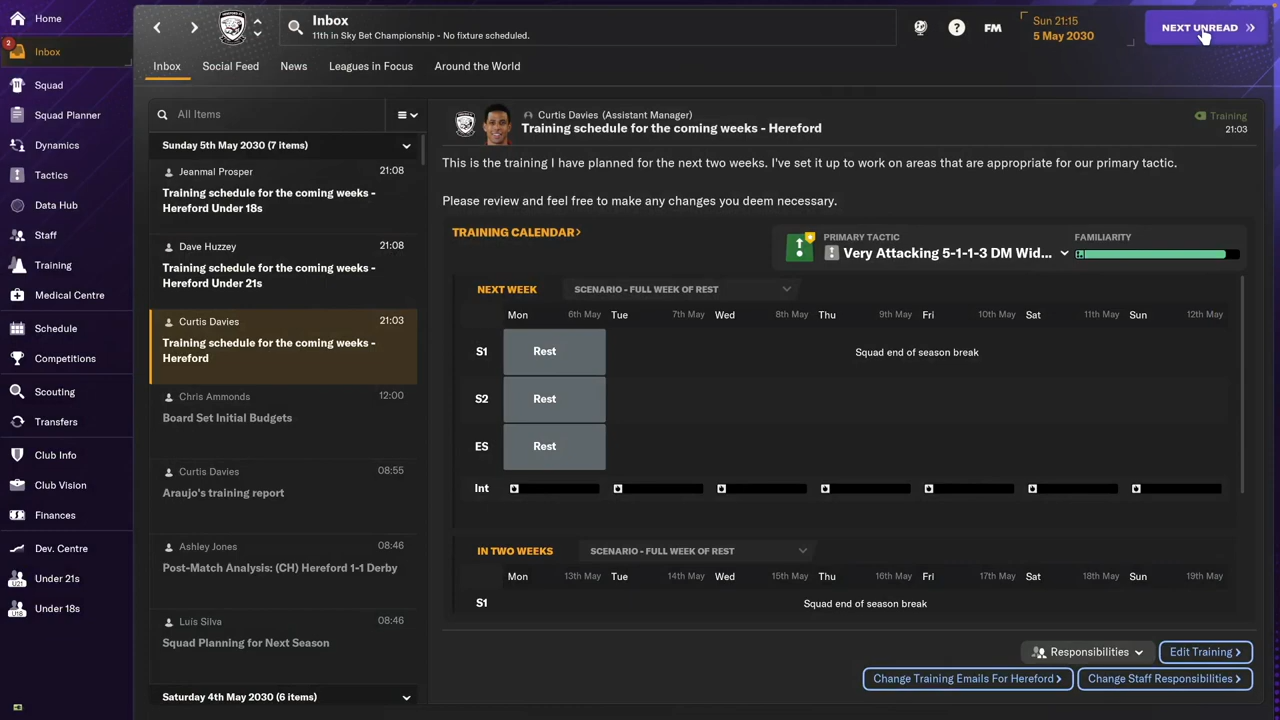 Home
2
Inbox
Squad
Squad Planner
Dynamics
Tactics
Data Hub
Staff
Training
Medical Centre
Schedule
Competitions
Scouting
Transfers
Club Info
Club Vision
Finances
Dev. Centre
U21
Under 21s
U18
Under 18s
Inbox
11th in Sky Bet Championship - No fixture scheduled.
?
FM
Sun 21:15
5 May 2030
NEXT UNREAD
Inbox
Social Feed
News
Leagues in Focus
Around the World
All Items
Sunday 5th May 2030 (7 items)
Jeanmal Prosper 21:08
Training schedule for the coming weeks -
Hereford Under 18s
Dave Huzzey 21:08
Training schedule for the coming weeks -
Hereford Under 21s
Curtis Davies 21:03
Training schedule for the coming weeks -
Hereford
Chris Ammonds 12:00
Board Set Initial Budgets
Curtis Davies 08:55
Araujo's training report
Ashley Jones 08:46
Post-Match Analysis: (CH) Hereford 1-1 Derby
Luís Silva 08:46
Squad Planning for Next Season
Saturday 4th May 2030 (6 items)
Curtis Davies (Assistant Manager)
Training schedule for the coming weeks - Hereford
Training
21:03
This is the training I have planned for the next two weeks. I've set it up to work on areas that are appropriate for our primary tactic.
Please review and feel free to make any changes you deem necessary.
TRAINING CALENDAR>
PRIMARY TACTIC
Very Attacking 5-1-1-3 DM Wid...
FAMILIARITY
NEXT WEEK SCENARIO - FULL WEEK OF REST
Mon 6th May Tue 7th May Wed 8th May Thu 9th May Fri 10th May Sat 11th May Sun 12th May
S1 Rest Squad end of season break
S2 Rest
ES Rest
Int
IN TWO WEEKS SCENARIO - FULL WEEK OF REST
Mon 13th May Tue 14th May Wed 15th May Thu 16th May Fri 17th May Sat 18th May Sun 19th May
S1 Squad end of season break
Responsibilities
Edit Training >
Change Training Emails For Hereford >
Change Staff Responsibilities >